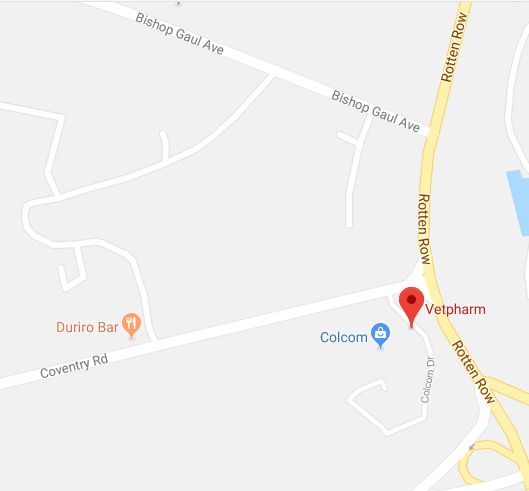 Rotten Row
Bishop Gaul Ave
Bishop Gaul Ave
Rotten Row
Vetpharm
Duriro Bar
Colcom
Rotten Row
Coventry Rd
Colcom Dr